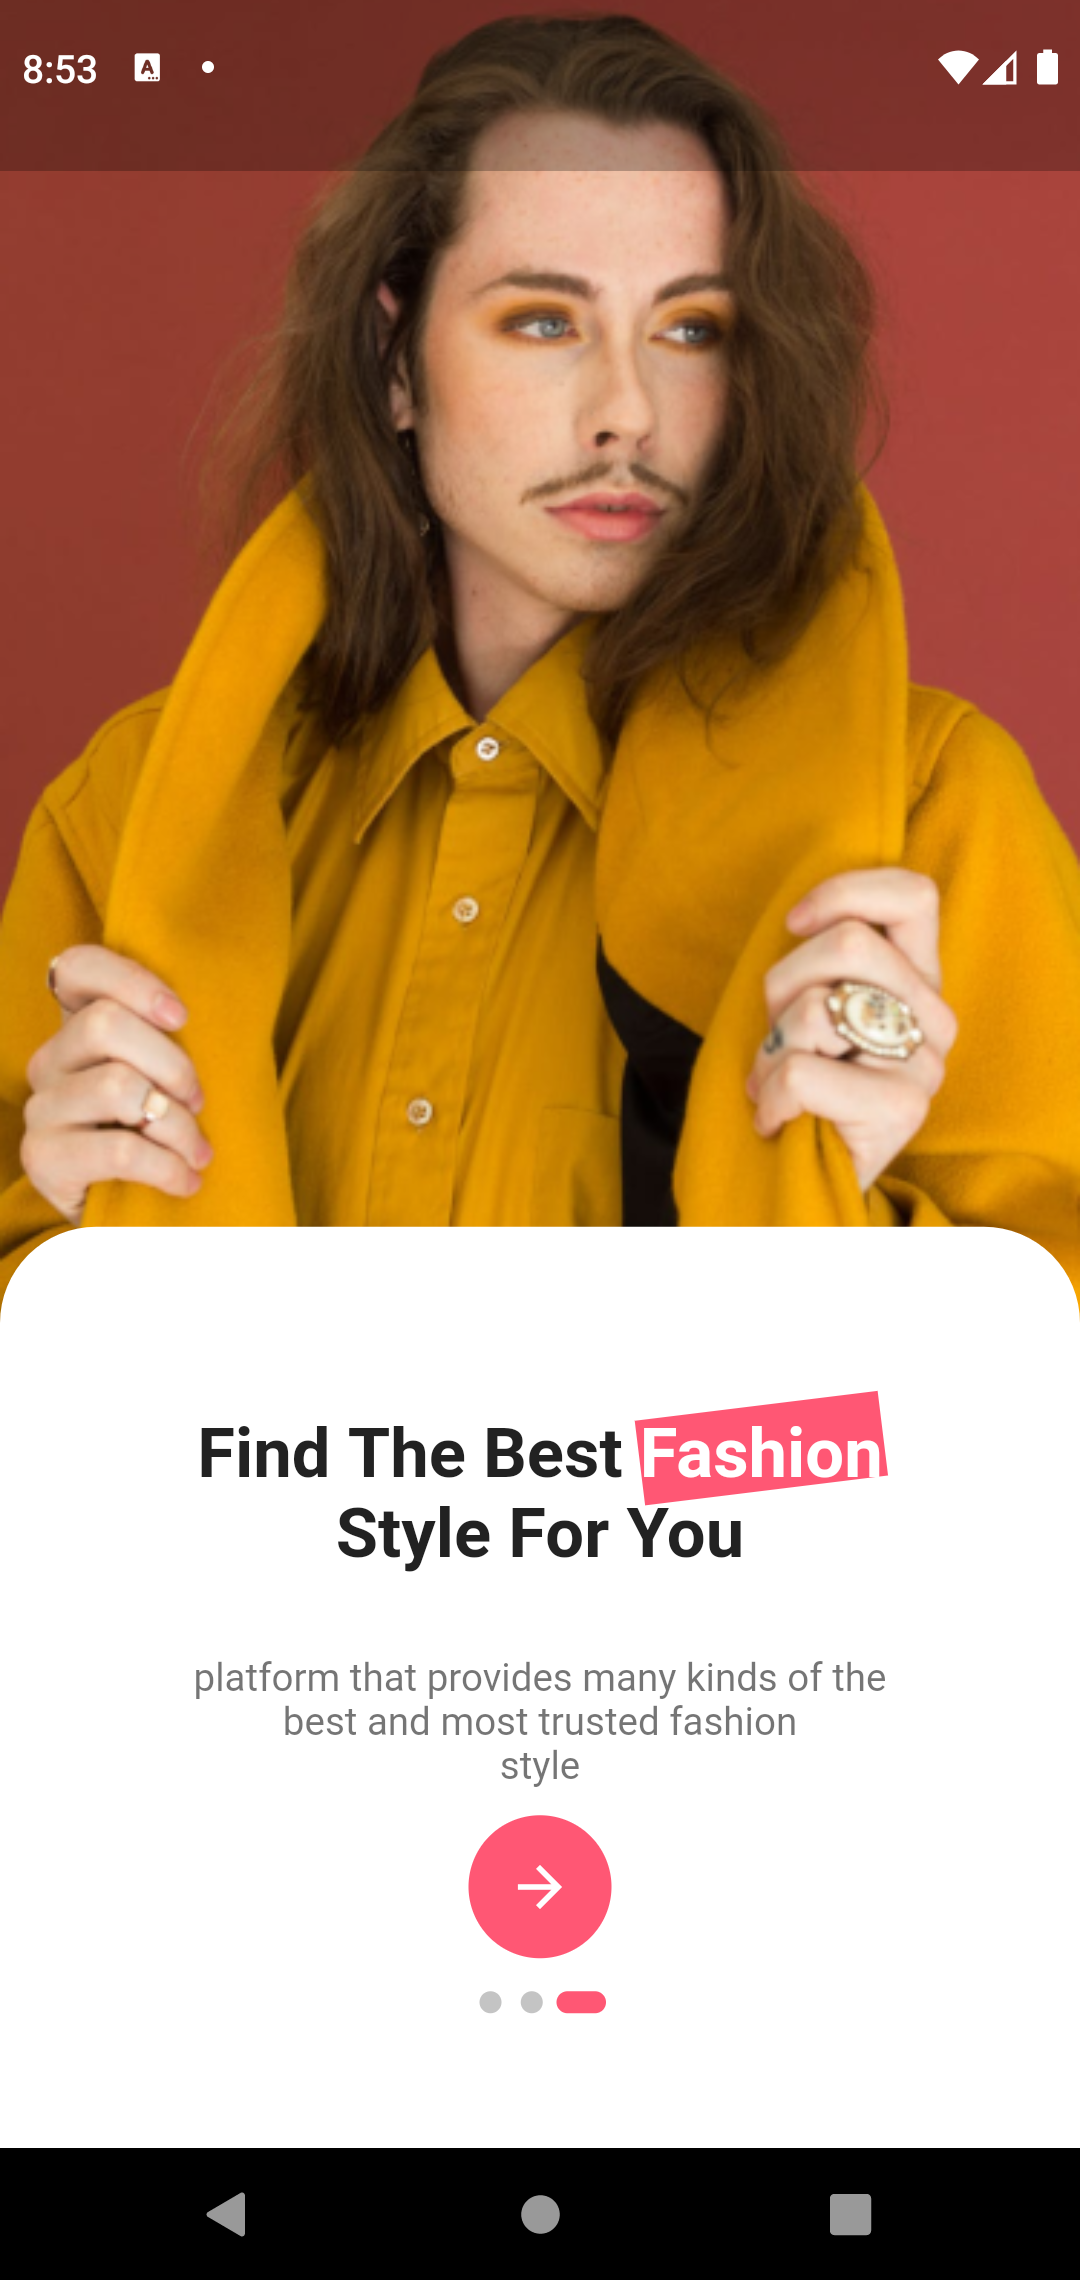 8:53
Find The Best Fashion
Style For You
platform that provides many kinds of the
best and most trusted fashion
style